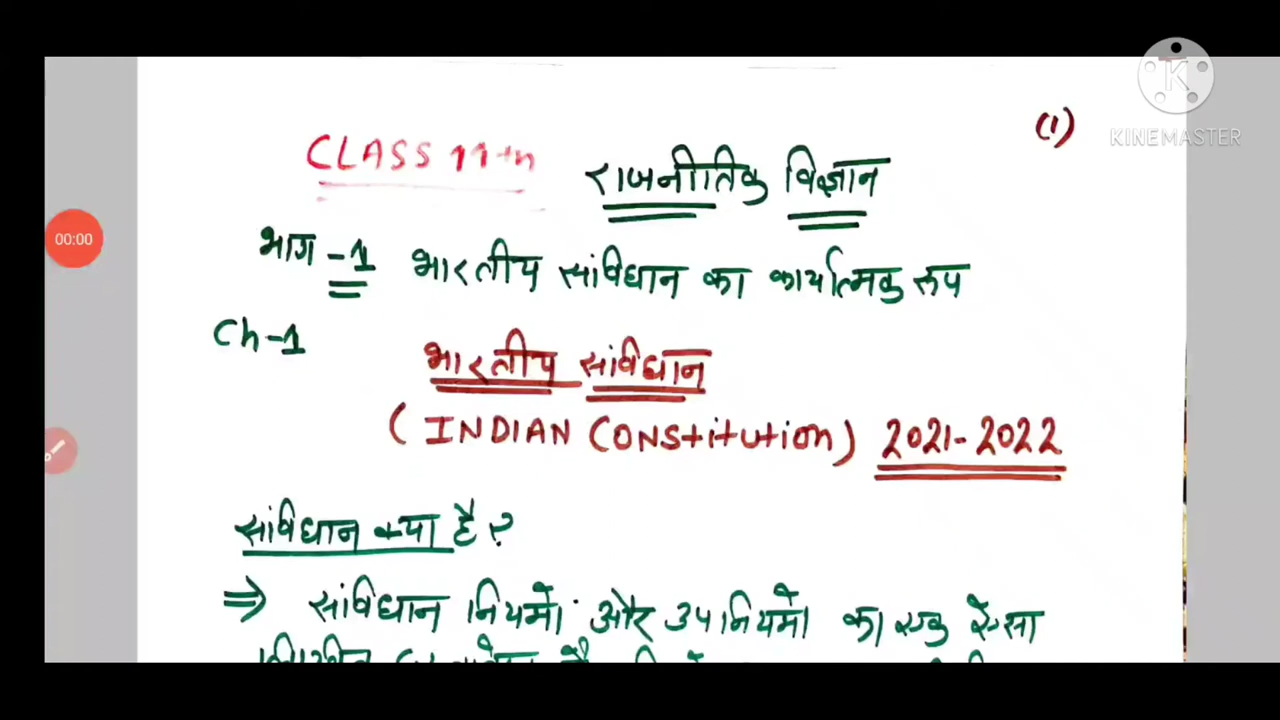 (1)
CLASS 11th राजनीतिक विज्ञान
KINEMASTER
00:00
भाग -1 भारतीय संविधान का कार्यात्मक रूप
Ch-1
भारतीय संविधान
(INDIAN CONStitution) 2021-2022
संविधान क्या है ?
⇒ संविधान नियमों और उपनियमों का एक ऐसा